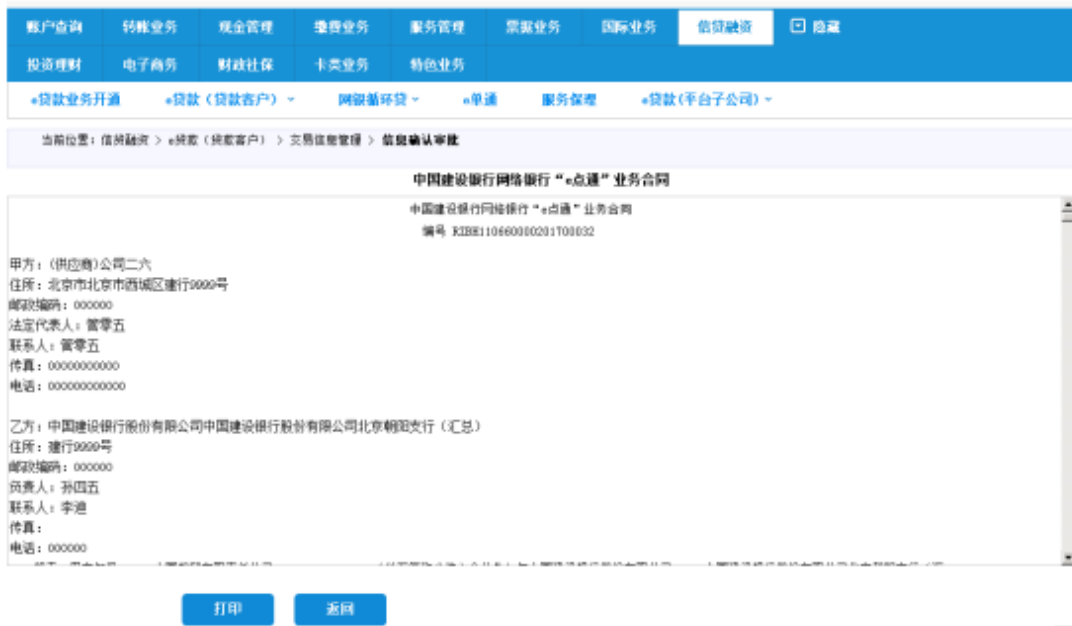 账户查询 转账业务 现金管理 缴费业务 服务管理 票据业务 国际业务 信贷融资 隐藏
投资理财 电子商务 财政社保 卡类业务 特色业务
e贷款业务开通 e贷款（贷款客户） 网银循环贷 e单通 服务保理 e贷款(平台子公司)
当前位置：信贷融资 > e贷款（贷款客户） > 交易信息管理 > 信息确认审批
中国建设银行网络银行“e点通”业务合同
中国建设银行网络银行“e点通”业务合同
编号 RIBE110660000201700032
甲方：(供应商)公司二六
住所：北京市北京市西城区建行9999号
邮政编码：000000
法定代表人：管零五
联系人：管零五
传真：00000000000
电话：000000000000
乙方：中国建设银行股份有限公司中国建设银行股份有限公司北京朝阳支行（汇总）
住所：建行9999号
邮政编码：000000
负责人：孙四五
联系人：李迪
传真：
电话：000000
打印 返回